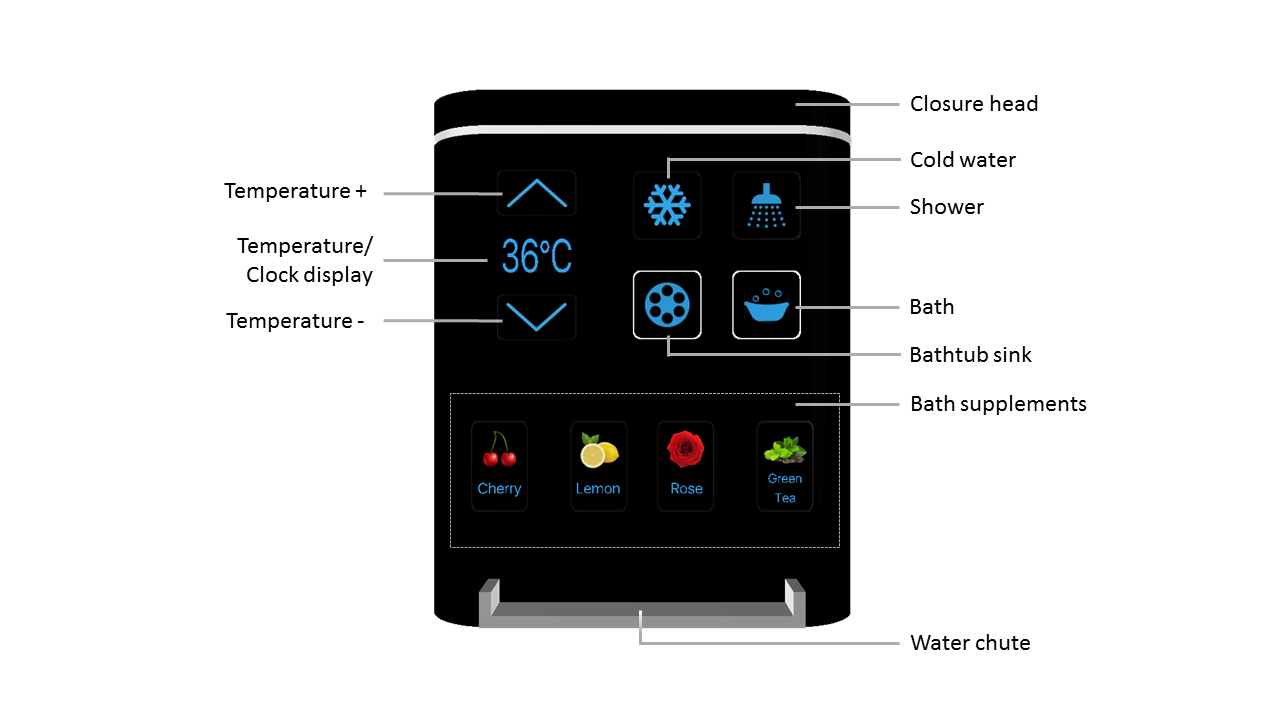 Closure head
Cold water
Temperature +
Shower
Temperature/
Clock display
36°C
Bath
Temperature -
Bathtub sink
Bath supplements
Cherry
Lemon
Rose
Green
Tea
Water chute